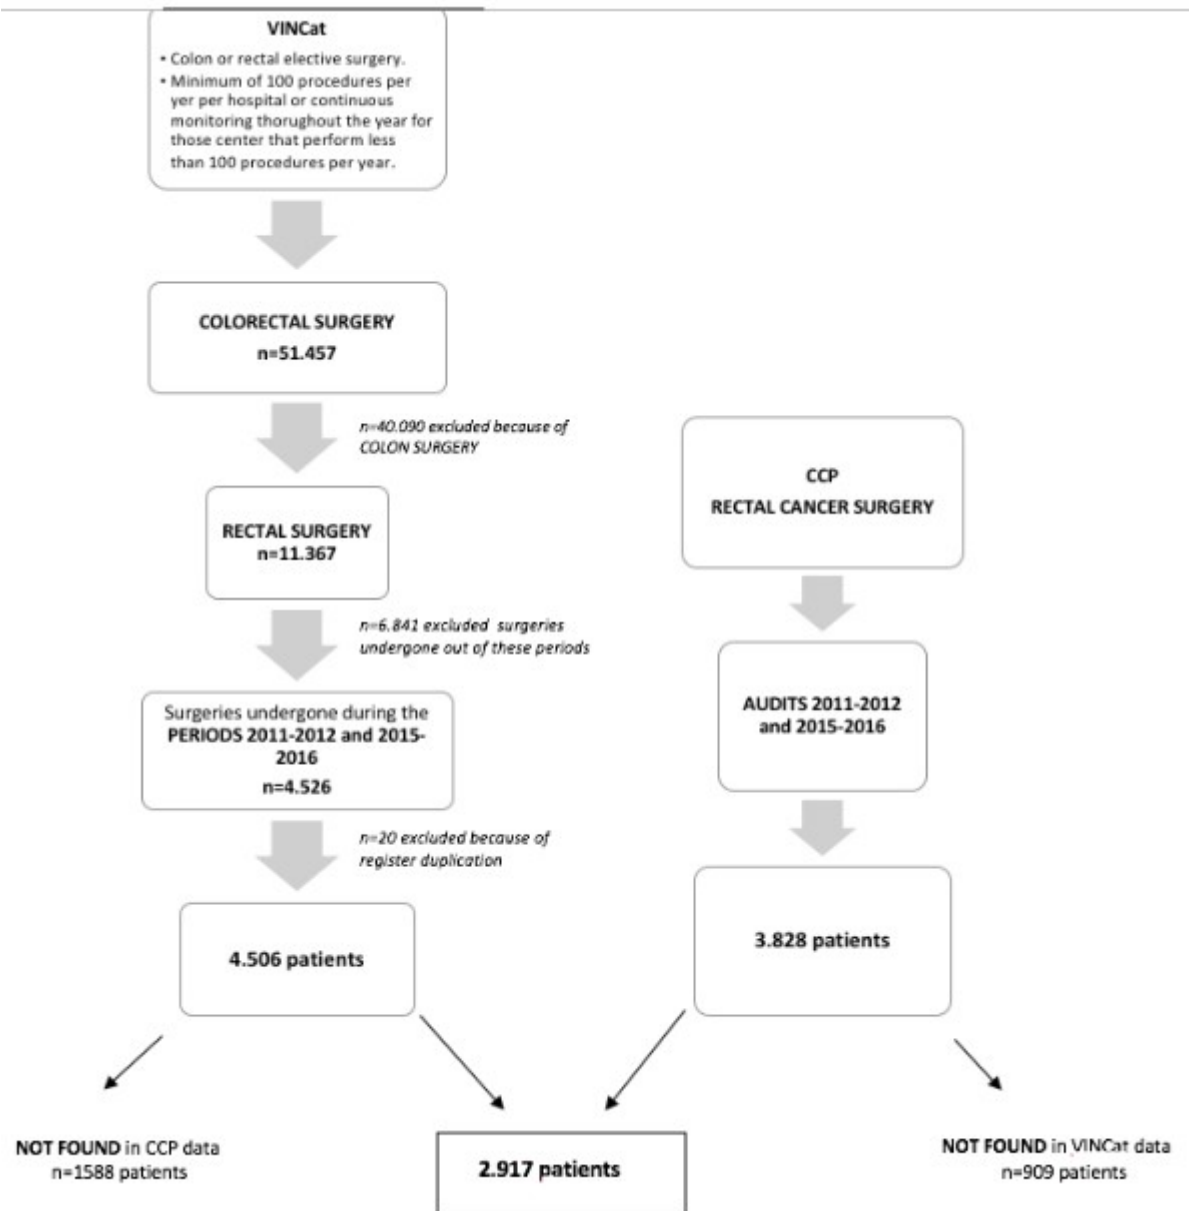 VINCat
• Colon or rectal elective surgery.
• Minimum of 100 procedures per
yer per hospital or continuous
monitoring thorughout the year for
those center that perform less
than 100 procedures per year.
COLORECTAL SURGERY
n=51.457
n=40.090 excluded because of
COLON SURGERY
RECTAL SURGERY
n=11.367
n=6.841 excluded surgeries
undergone out of these periods
Surgeries undergone during the
PERIODS 2011-2012 and 2015-
2016
n=4.526
n=20 excluded because of
register duplication
4.506 patients
CCP
RECTAL CANCER SURGERY
AUDITS 2011-2012
and 2015-2016
3.828 patients
NOT FOUND in CCP data
n=1588 patients
2.917 patients
NOT FOUND in VINCat data
n=909 patients